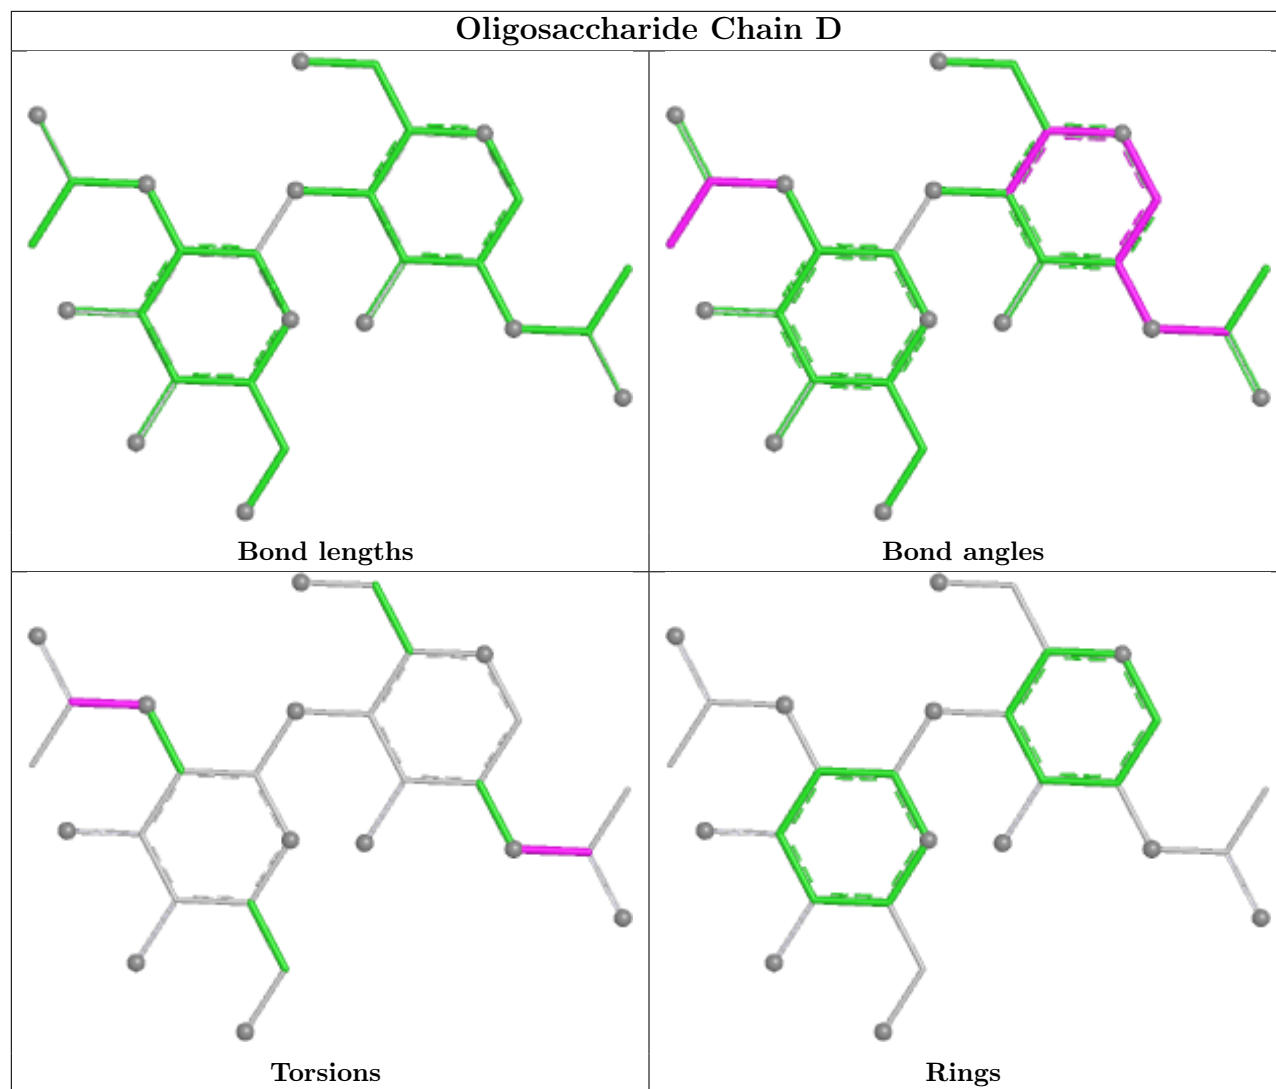 Oligosaccharide Chain D
Bond lengths
Bond angles
Torsions
Rings